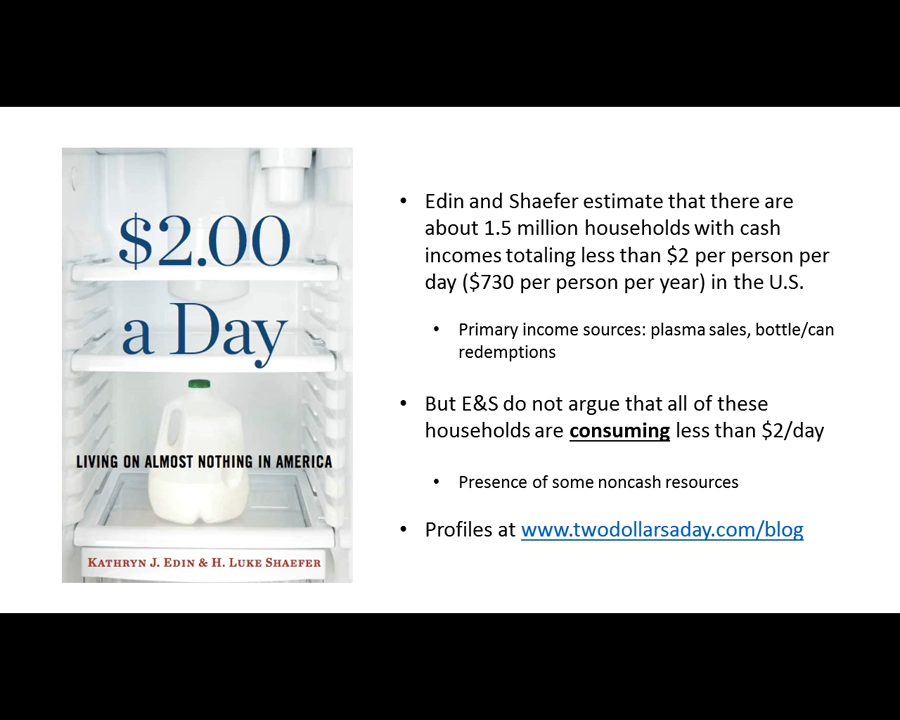 $2.00
a Day
LIVING ON ALMOST NOTHING IN AMERICA
KATHRYN J. EDIN & H. LUKE SHAEFER
• Edin and Shaefer estimate that there are
about 1.5 million households with cash
incomes totaling less than $2 per person per
day ($730 per person per year) in the U.S.
• Primary income sources: plasma sales, bottle/can
redemptions
• But E&S do not argue that all of these
households are consuming less than $2/day
• Presence of some noncash resources
• Profiles at www.twodollarsaday.com/blog